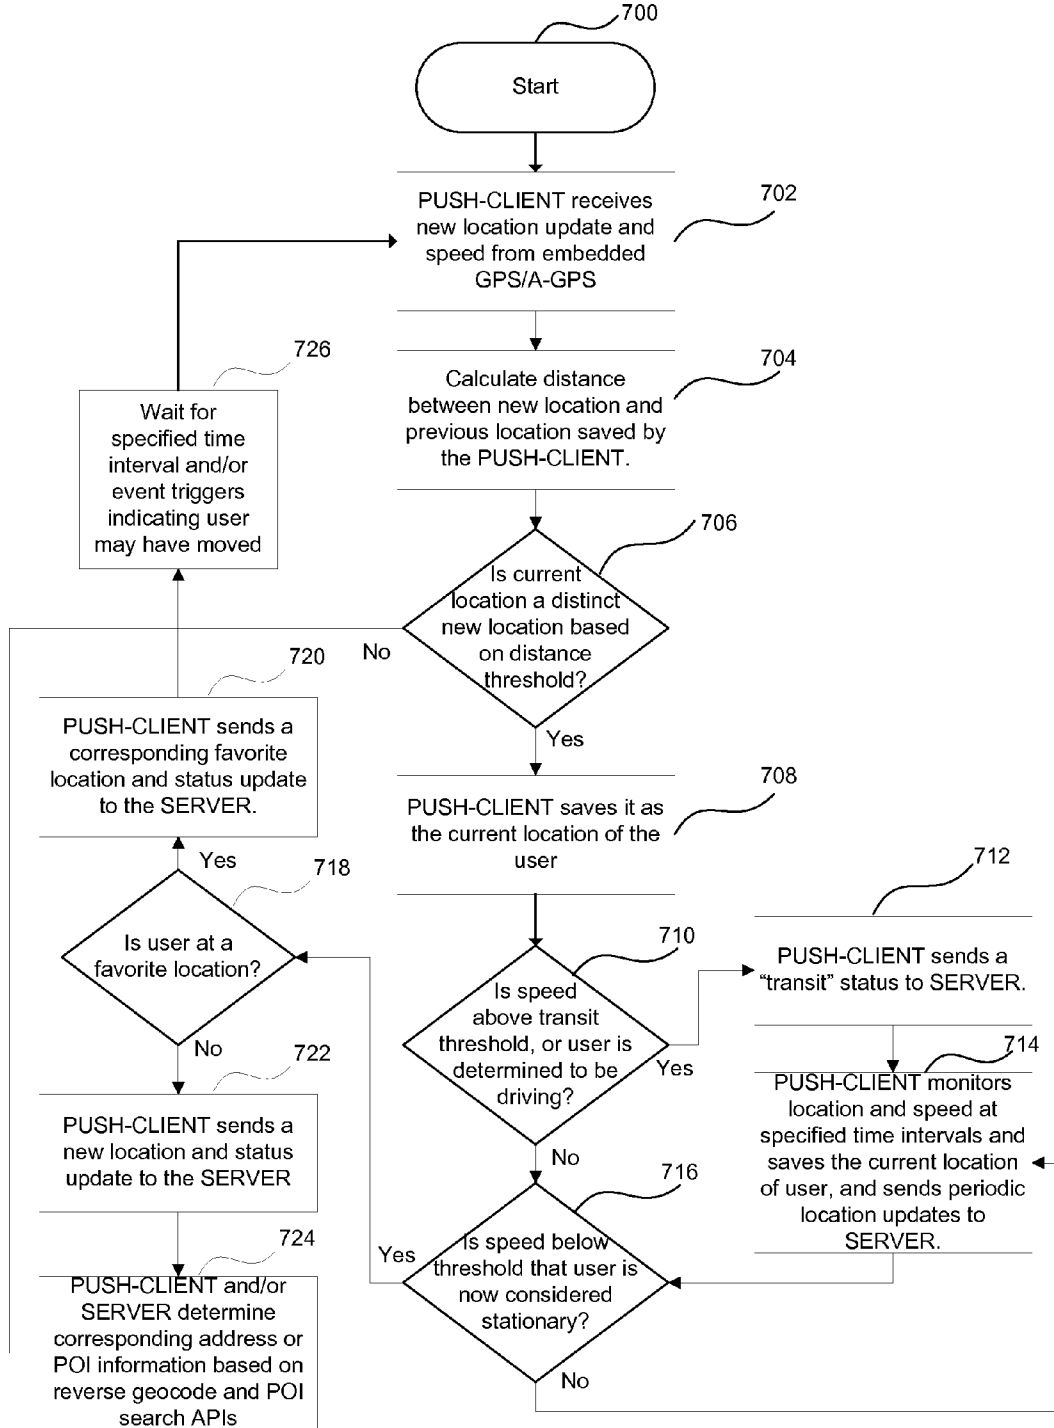 700
Start
PUSH-CLIENT receives
new location update and
speed from embedded
GPS/A-GPS
702
Calculate distance
between new location and
previous location saved by
the PUSH-CLIENT.
704
726
Wait for
specified time
interval and/or
event triggers
indicating user
may have moved
706
Is current
location a distinct
new location based
on distance
threshold?
No
Yes
720
PUSH-CLIENT sends a
corresponding favorite
location and status update
to the SERVER.
708
PUSH-CLIENT saves it as
the current location of the
user
Yes
718
Is user at a
favorite location?
No
710
Is speed
above transit
threshold, or user is
determined to be
driving?
Yes
No
712
PUSH-CLIENT sends a
“transit” status to SERVER.
714
PUSH-CLIENT monitors
location and speed at
specified time intervals and
saves the current location
of user, and sends periodic
location updates to
SERVER.
722
PUSH-CLIENT sends a
new location and status
update to the SERVER
716
Is speed below
threshold that user is
now considered
stationary?
Yes
No
724
PUSH-CLIENT and/or
SERVER determine
corresponding address or
POI information based on
reverse geocode and POI
search APIs